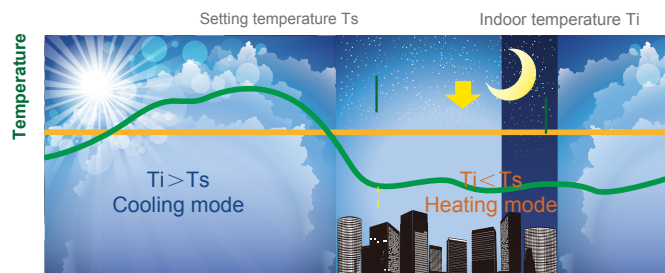 Setting temperature Ts
Indoor temperature Ti
Temperature
Ti＞Ts
Cooling mode
Ti＜Ts
Heating mode